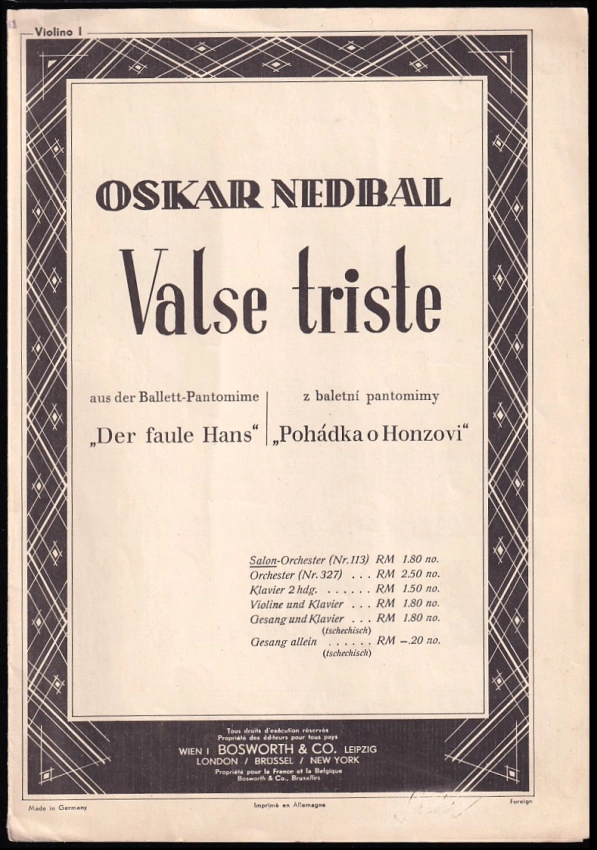 Violino I
OSKAR NEDBAL
Valse triste
aus der Ballett-Pantomime
„Der faule Hans“
z baletní pantomimy
„Pohádka o Honzovi“
Salon-Orchester (Nr. 113) RM 1.80 no.
Orchester (Nr. 327) . . . RM 2.50 no.
Klavier 2 hdg. . . . . . . RM 1.50 no.
Violine und Klavier . . . RM 1.80 no.
Gesang und Klavier . . . RM 1.80 no.
(tschechisch)
Gesang allein . . . . . . RM –.20 no.
(tschechisch)
Tous droits d'exécution réservés
Propriété des éditeurs pour tous pays
WIEN I BOSWORTH & CO. LEIPZIG
LONDON / BRÜSSEL / NEW YORK
Propriété pour la France et la Belgique
Bosworth & Co., Bruxelles
Made in Germany
Imprimé en Allemagne
Foreign